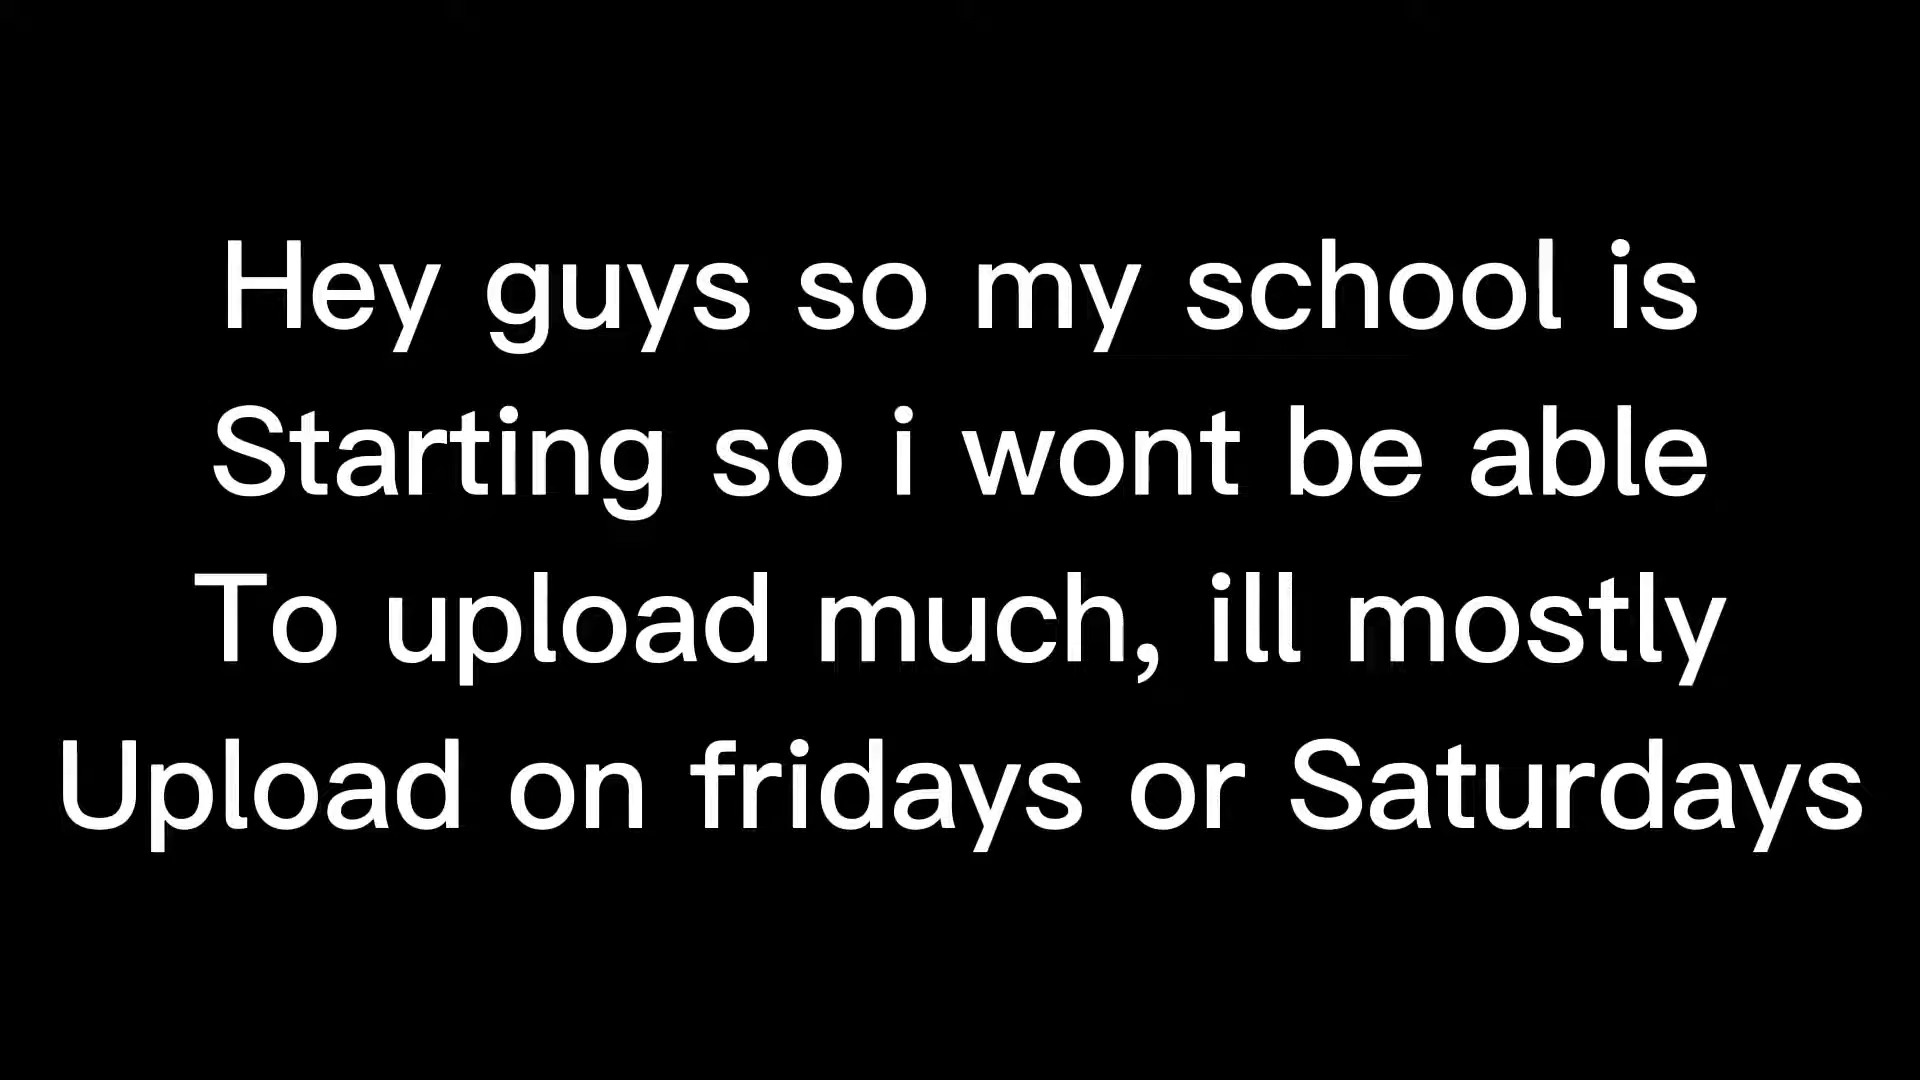 Hey guys so my school is
Starting so i wont be able
To upload much, ill mostly
Upload on fridays or Saturdays